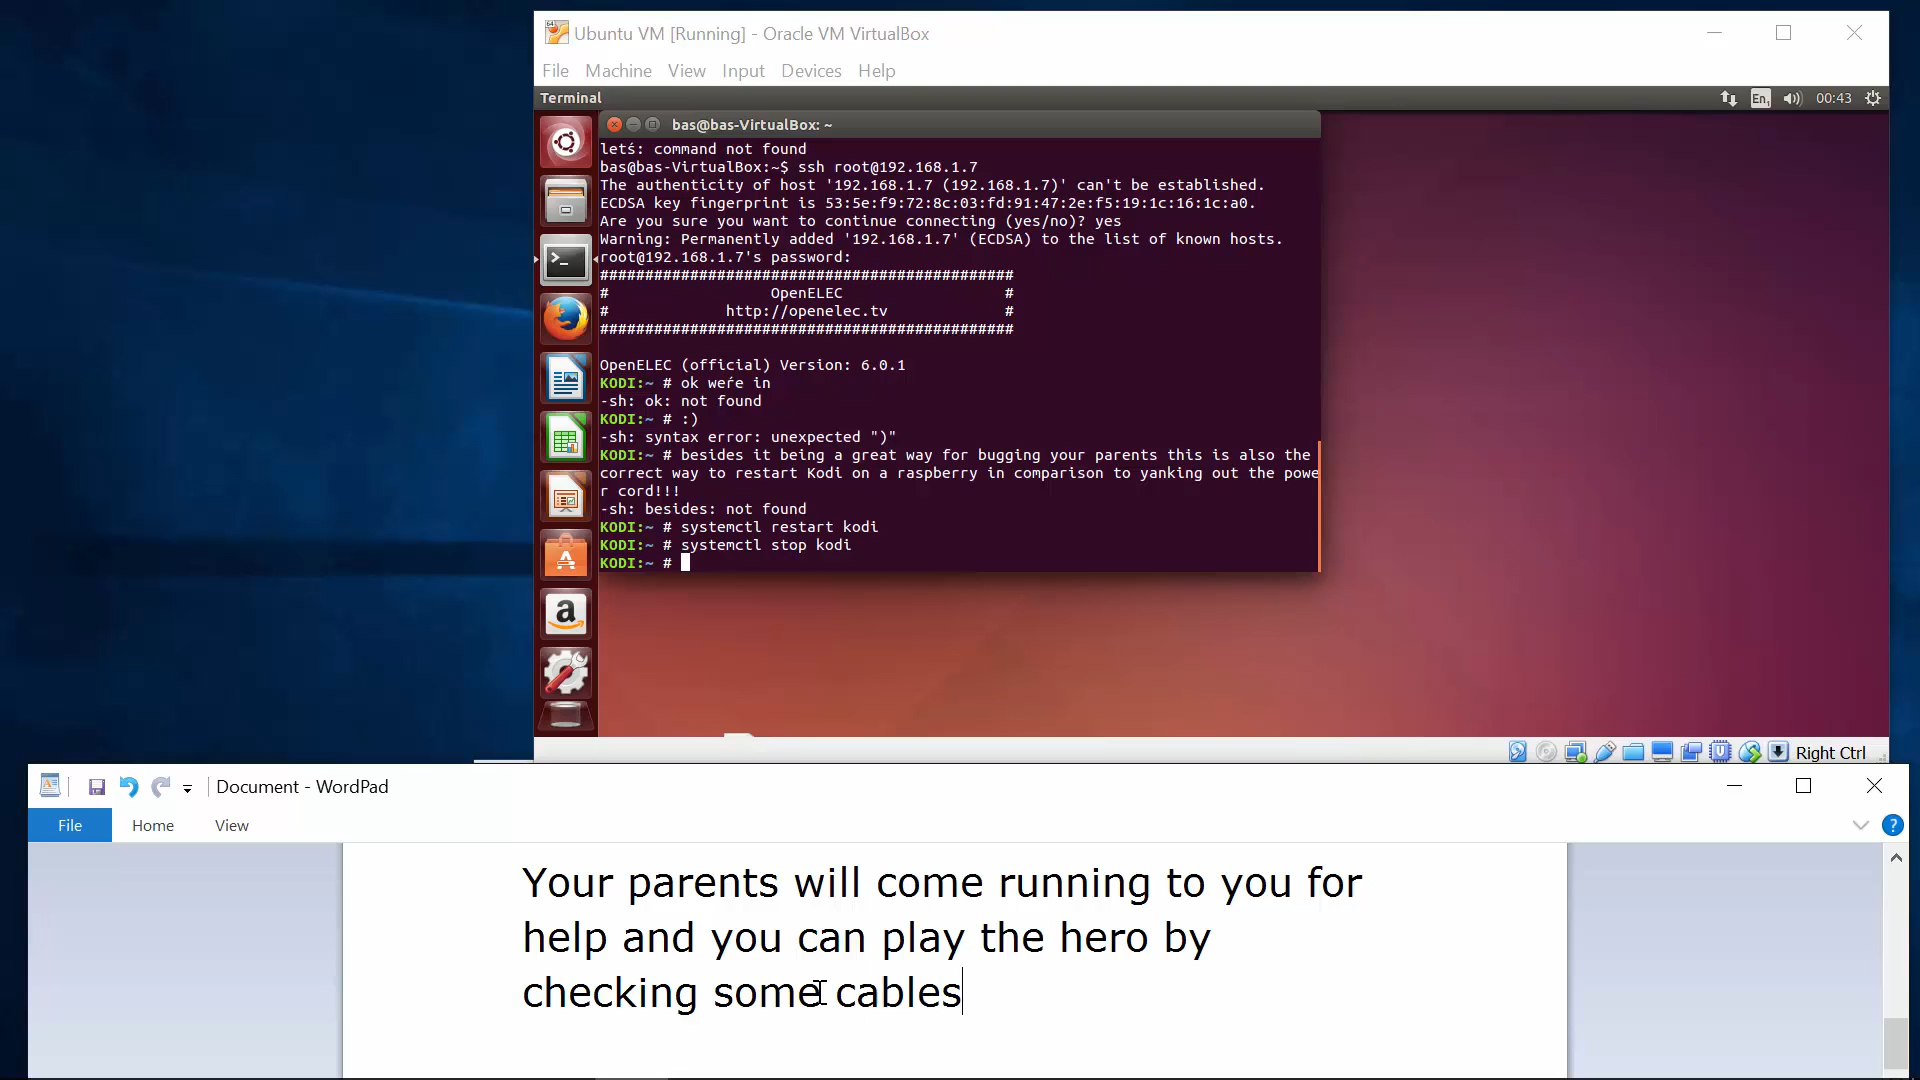 Ubuntu VM [Running] - Oracle VM VirtualBox
File Machine View Input Devices Help
Terminal En1 00:43
bas@bas-VirtualBox: ~
letś: command not found
bas@bas-VirtualBox:~$ ssh root@192.168.1.7
The authenticity of host '192.168.1.7 (192.168.1.7)' can't be established.
ECDSA key fingerprint is 53:5e:f9:72:8c:03:fd:91:47:2e:f5:19:1c:16:1c:a0.
Are you sure you want to continue connecting (yes/no)? yes
Warning: Permanently added '192.168.1.7' (ECDSA) to the list of known hosts.
root@192.168.1.7's password:
##############################################
# OpenELEC #
# http://openelec.tv #
##############################################
OpenELEC (official) Version: 6.0.1
KODI:~ # ok weŕe in
-sh: ok: not found
KODI:~ # :)
-sh: syntax error: unexpected ")"
KODI:~ # besides it being a great way for bugging your parents this is also the
correct way to restart Kodi on a raspberry in comparison to yanking out the powe
r cord!!!
-sh: besides: not found
KODI:~ # systemctl restart kodi
KODI:~ # systemctl stop kodi
KODI:~ #
Right Ctrl
Document - WordPad
File Home View
Your parents will come running to you for
help and you can play the hero by
checking some cables